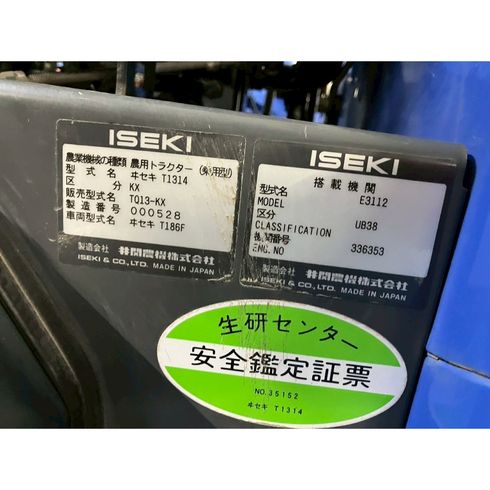 ISEKI
農業機械の種類 農用トラクター (乗用型)
型式名 ヰセキ T1314
区分 KX
販売型式名 TQ13-KX
製造番号 000528
車両型式名 ヰセキ T186F
製造会社 井関農機株式会社
ISEKI & CO., LTD. MADE IN JAPAN
ISEKI
搭載機関
型式名
MODEL E3112
区分
CLASSIFICATION UB38
機関番号
ENG.NO 336353
製造会社 井関農機株式会社
ISEKI & CO., LTD. MADE IN JAPAN
生研センター
安全鑑定証票
NO.35152
ヰセキ T1314